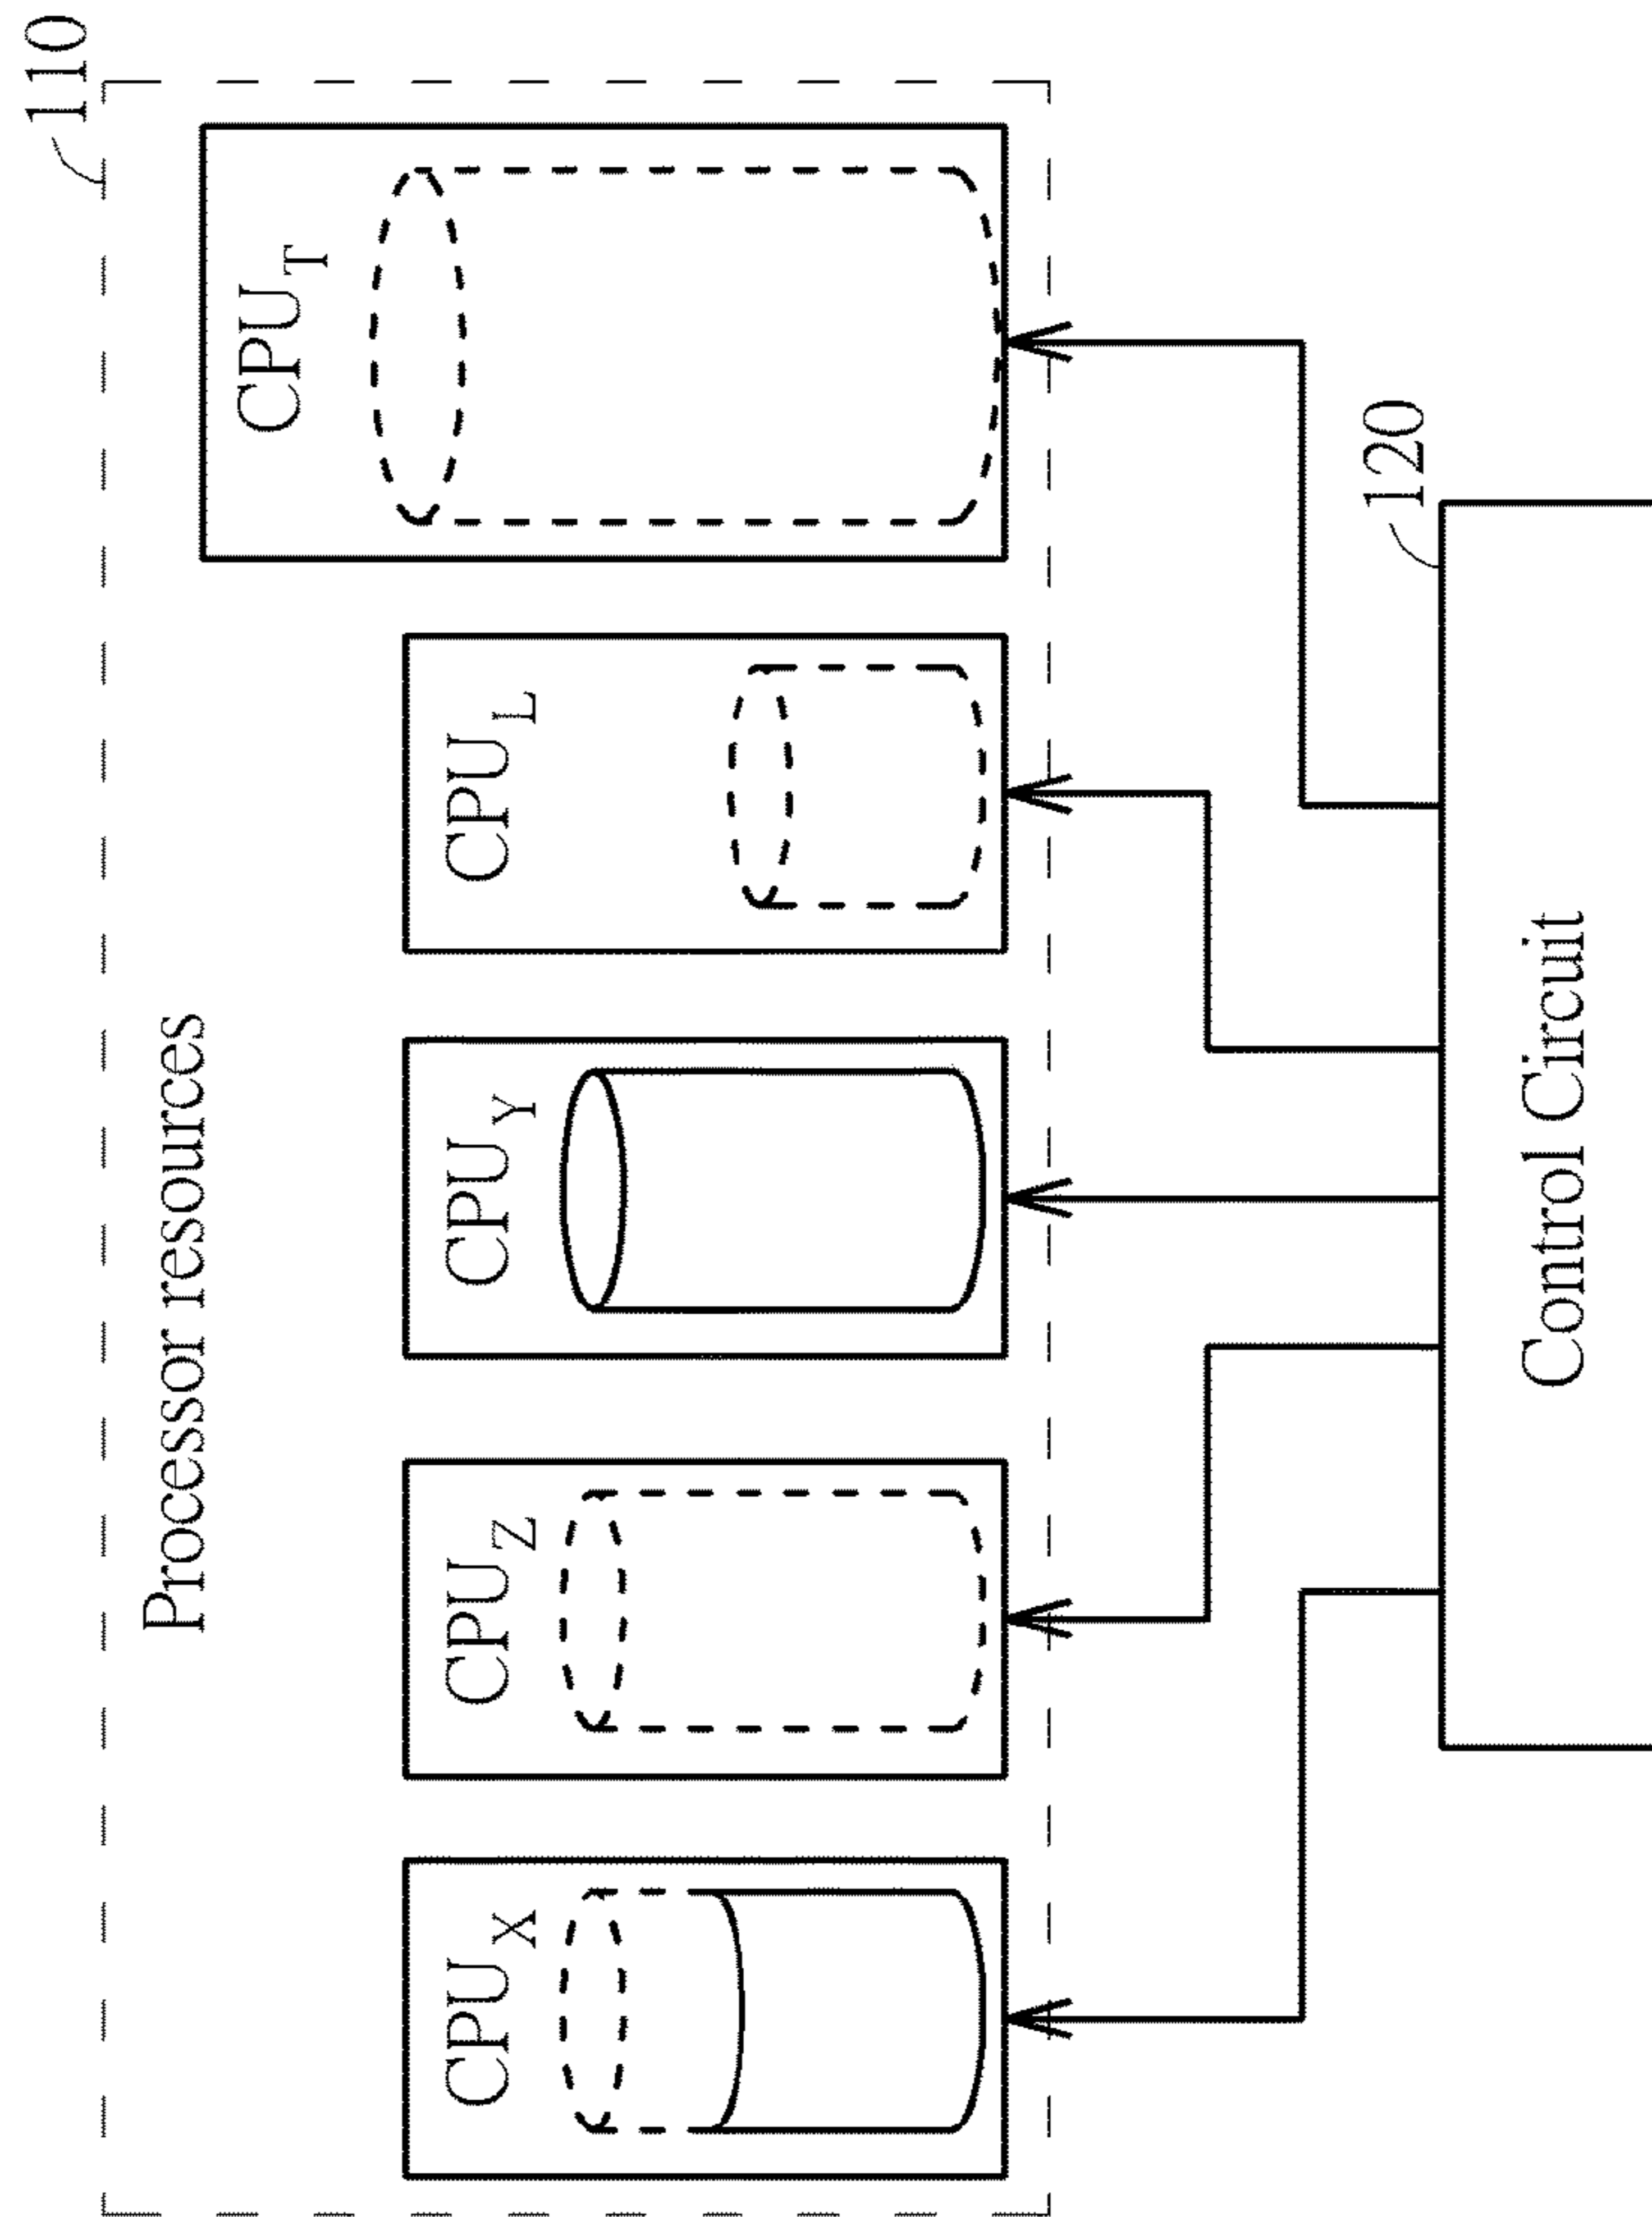 110
Processor resources
CPU_X
CPU_Z
CPU_Y
CPU_L
CPU_T
120
Control Circuit